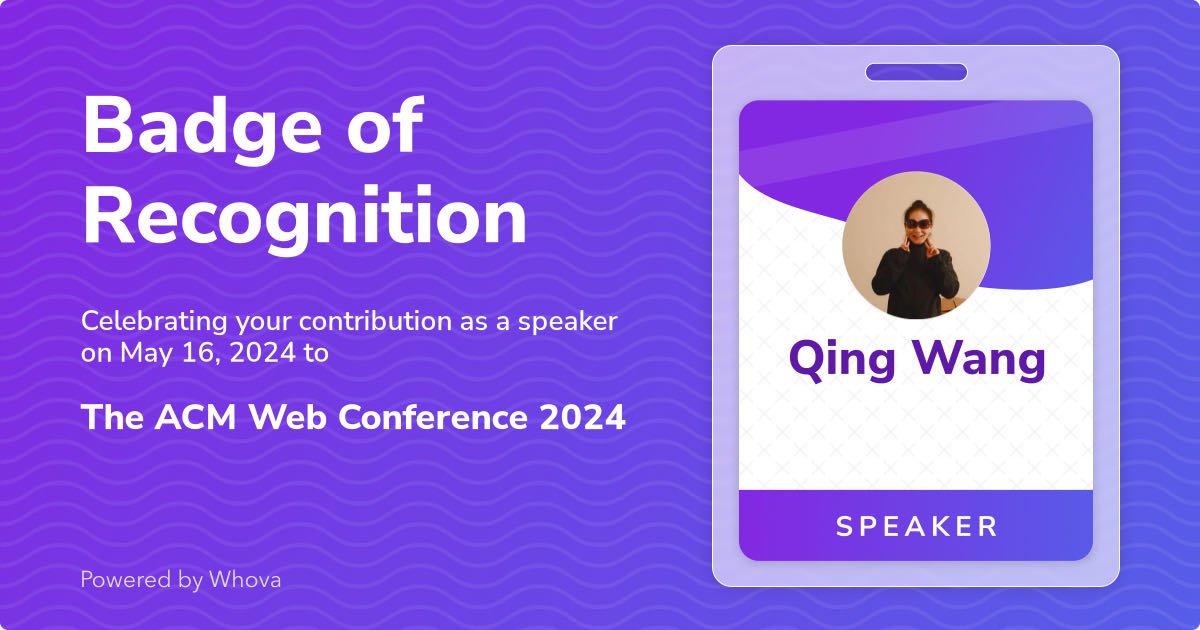 Badge of
Recognition
Celebrating your contribution as a speaker
on May 16, 2024 to
The ACM Web Conference 2024
Powered by Whova
Qing Wang
SPEAKER